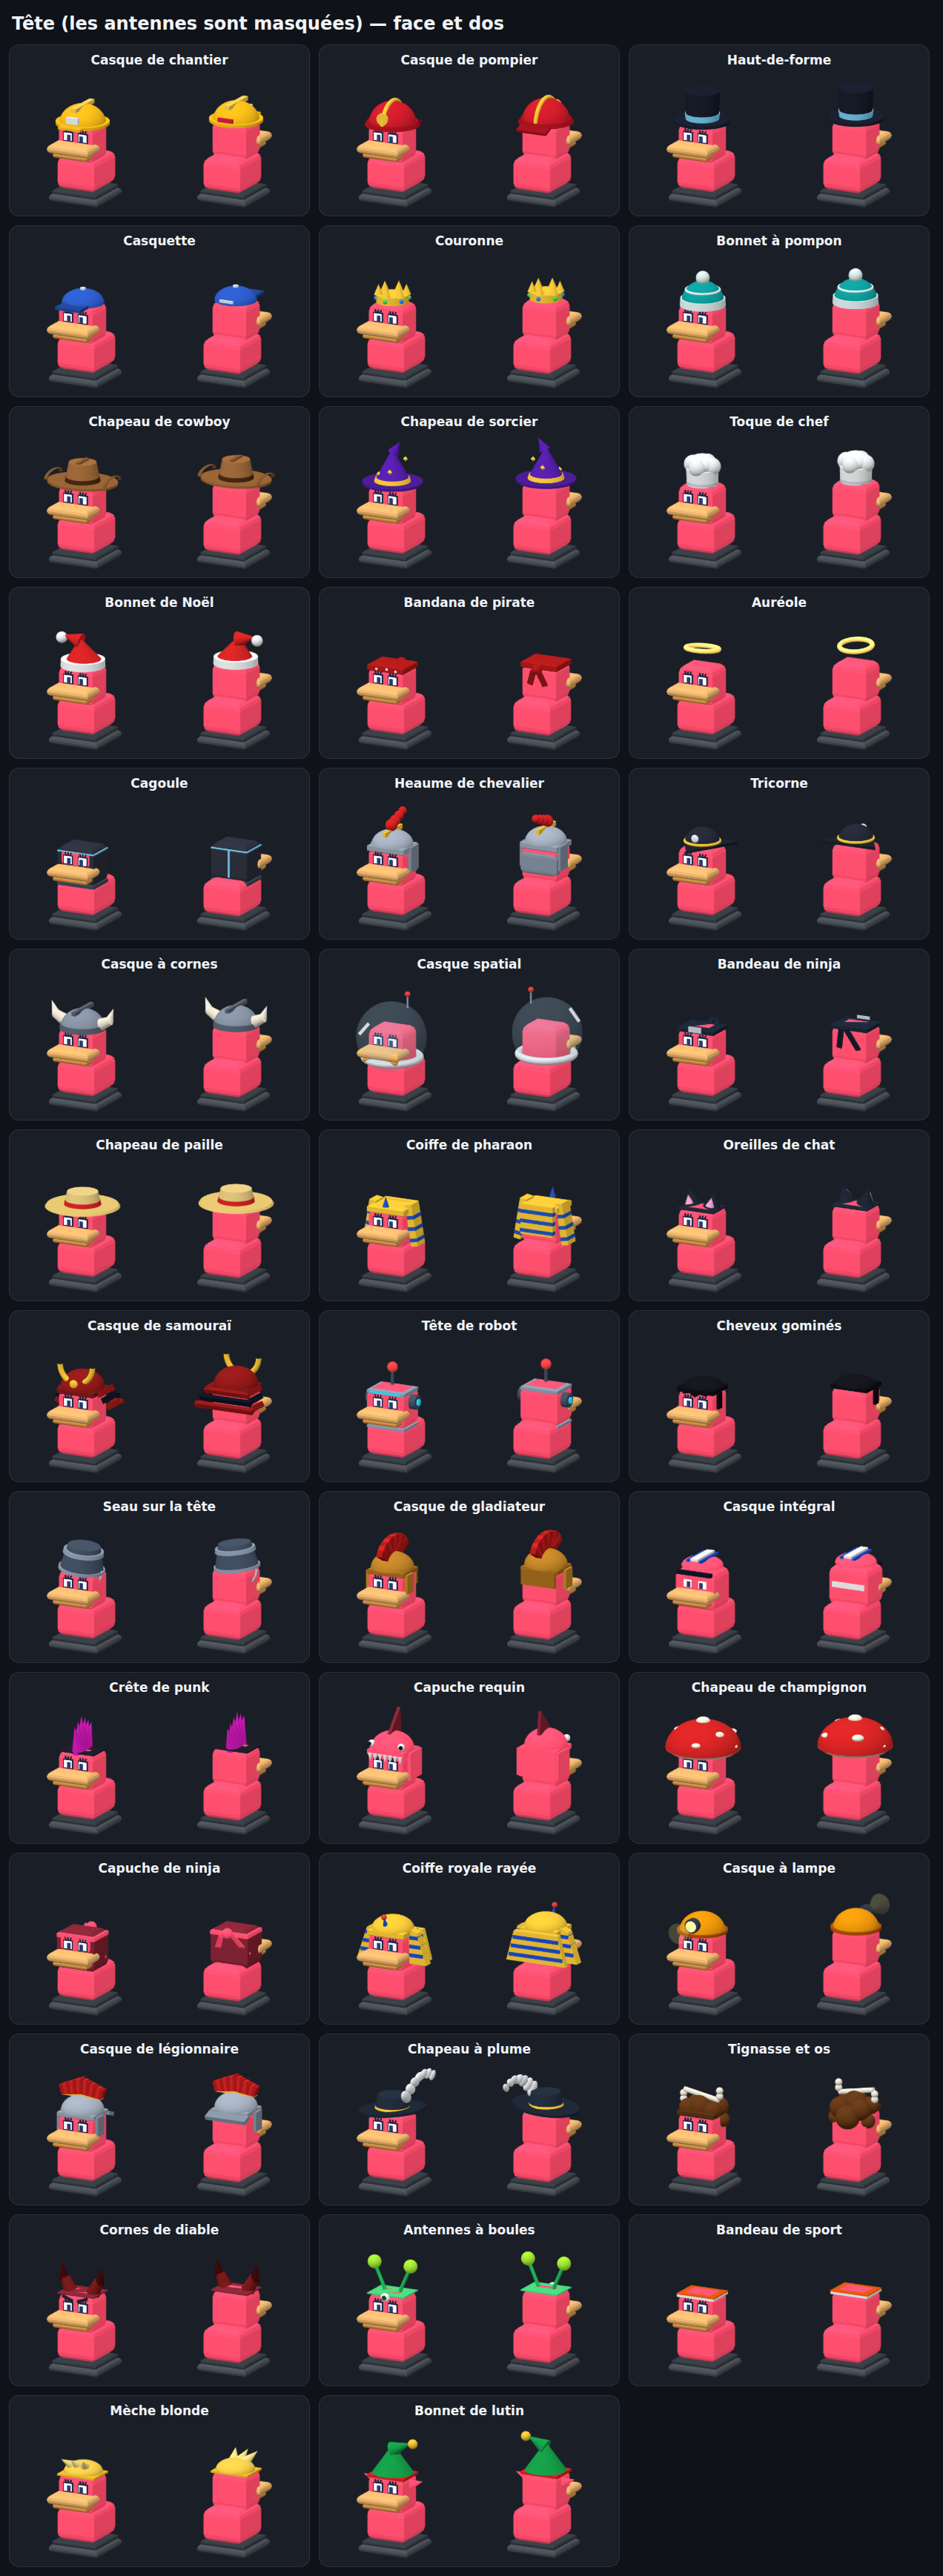 Tête (les antennes sont masquées) — face et dos
Casque de chantier
Casque de pompier
Haut-de-forme
Casquette
Couronne
Bonnet à pompon
Chapeau de cowboy
Chapeau de sorcier
Toque de chef
Bonnet de Noël
Bandana de pirate
Auréole
Cagoule
Heaume de chevalier
Tricorne
Casque à cornes
Casque spatial
Bandeau de ninja
Chapeau de paille
Coiffe de pharaon
Oreilles de chat
Casque de samouraï
Tête de robot
Cheveux gominés
Seau sur la tête
Casque de gladiateur
Casque intégral
Crête de punk
Capuche requin
Chapeau de champignon
Capuche de ninja
Coiffe royale rayée
Casque à lampe
Casque de légionnaire
Chapeau à plume
Tignasse et os
Cornes de diable
Antennes à boules
Bandeau de sport
Mèche blonde
Bonnet de lutin